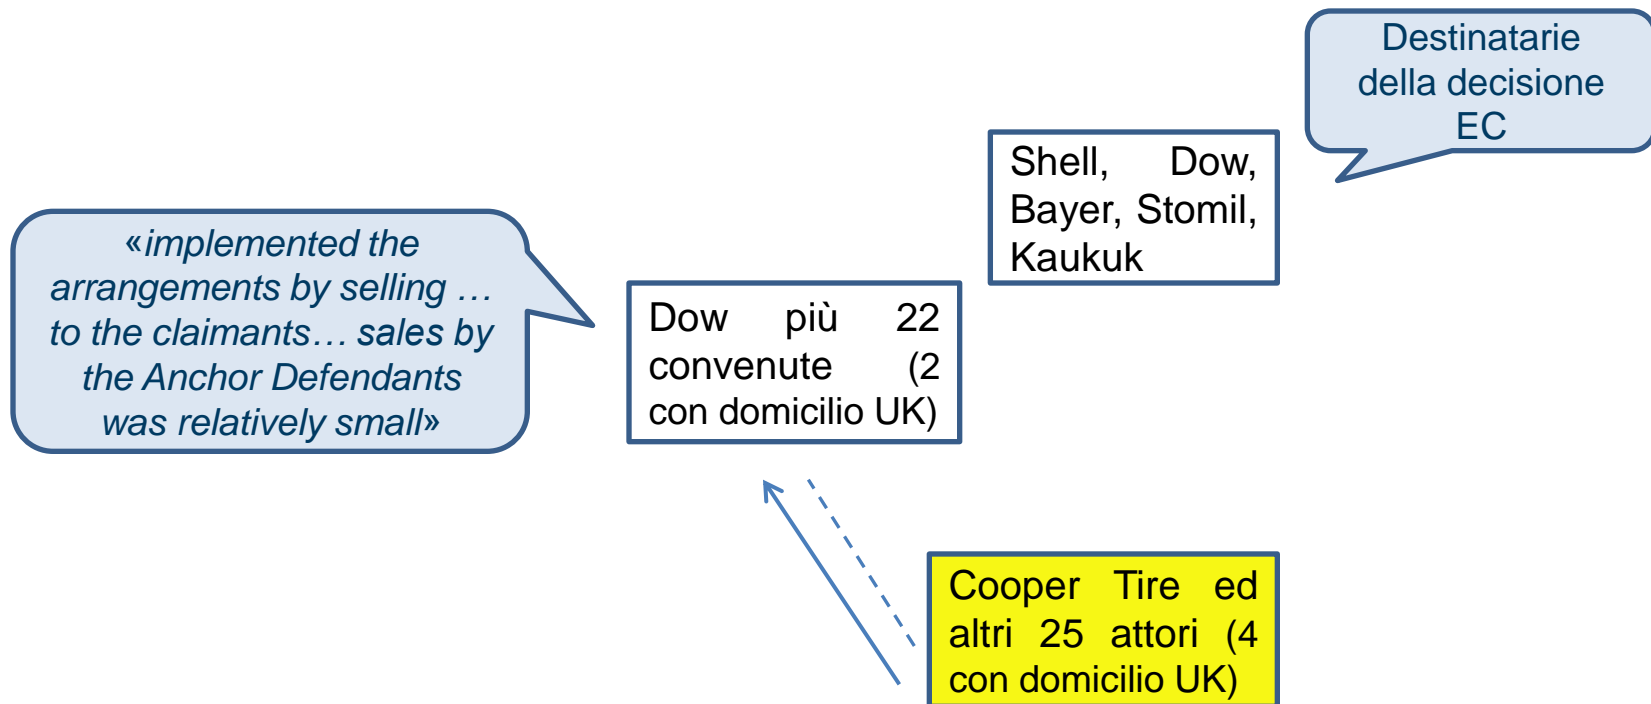 Destinatarie
della decisione
EC
Shell, Dow,
Bayer, Stomil,
Kaukuk
«implemented the
arrangements by selling …
to the claimants… sales by
the Anchor Defendants
was relatively small»
Dow più 22
convenute (2
con domicilio UK)
Cooper Tire ed
altri 25 attori (4
con domicilio UK)